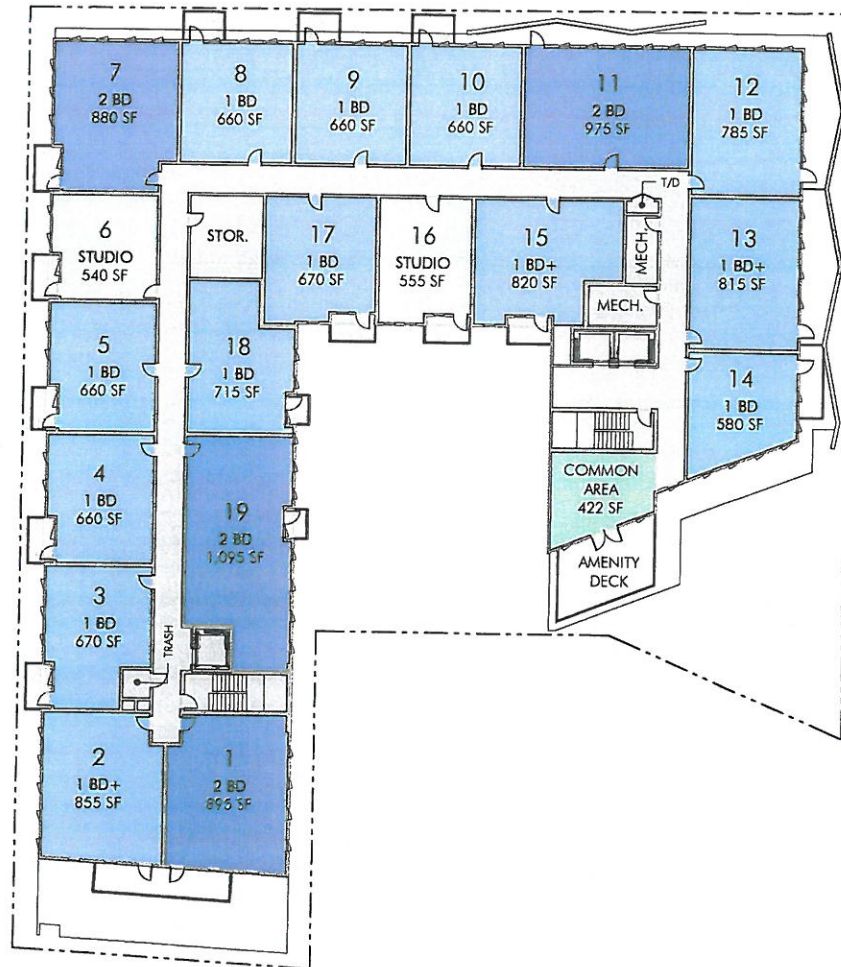 7
2 BD
880 SF
8
1 BD
660 SF
9
1 BD
660 SF
10
1 BD
660 SF
11
2 BD
975 SF
12
1 BD
785 SF
T/D
6
STUDIO
540 SF
STOR.
17
1 BD
670 SF
16
STUDIO
555 SF
15
1 BD+
820 SF
MECH.
MECH.
13
1 BD+
815 SF
5
1 BD
660 SF
18
1 BD
715 SF
14
1 BD
580 SF
4
1 BD
660 SF
19
2 BD
1,095 SF
COMMON
AREA
422 SF
AMENITY
DECK
3
1 BD
670 SF
TRASH
2
1 BD+
855 SF
1
2 BD
895 SF